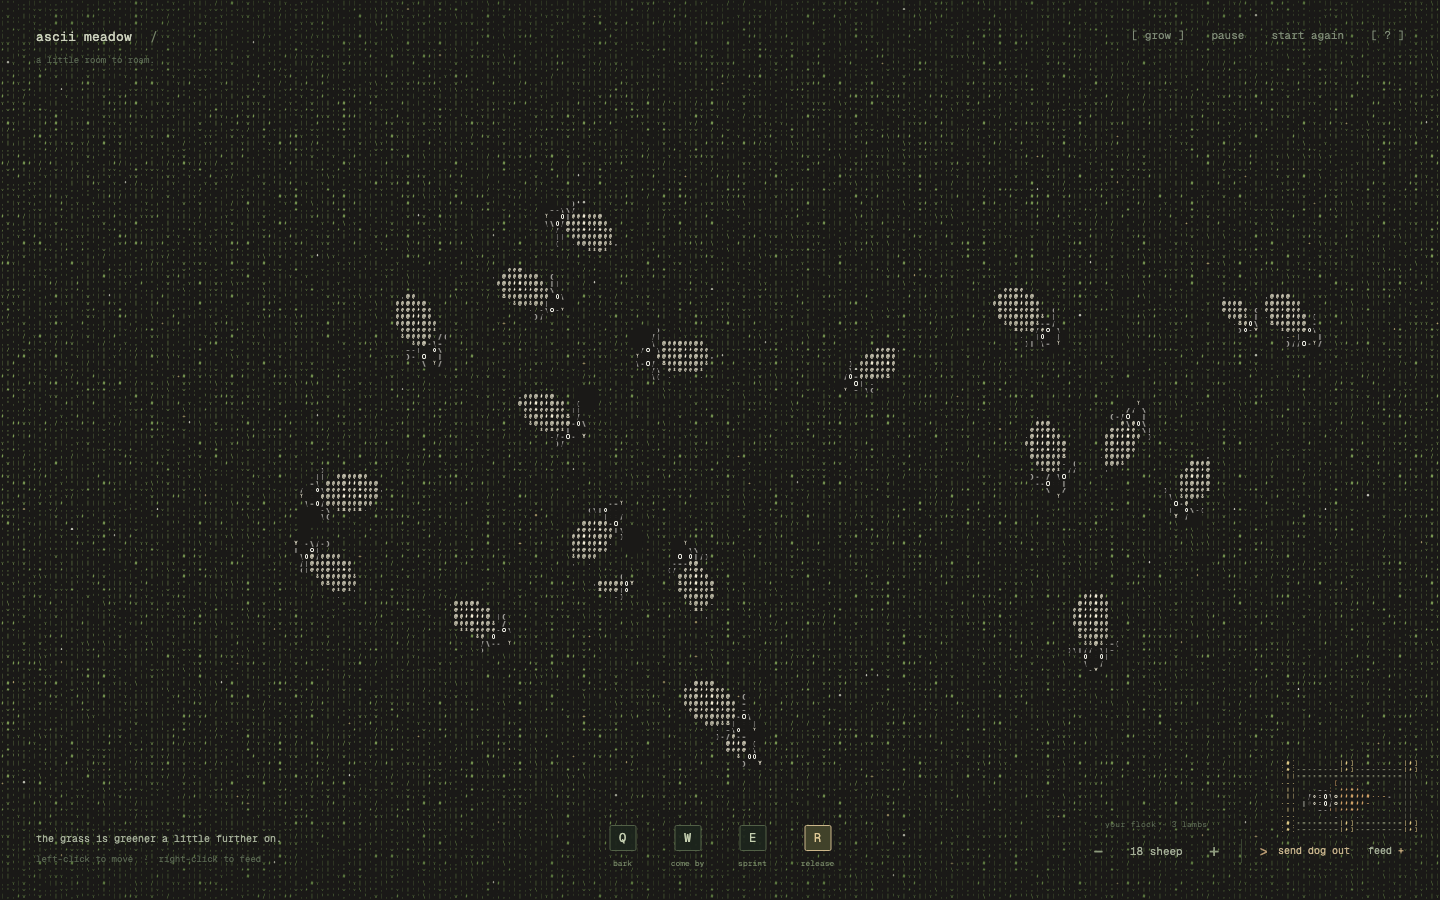 ascii meadow /
[ grow ] pause start again [ ? ]
a little room to roam
your flock · 3 lambs
the grass is greener a little further on.
left-click to move · right-click to feed
Q W E R
bark come by sprint release
− 18 sheep + > send dog out feed +